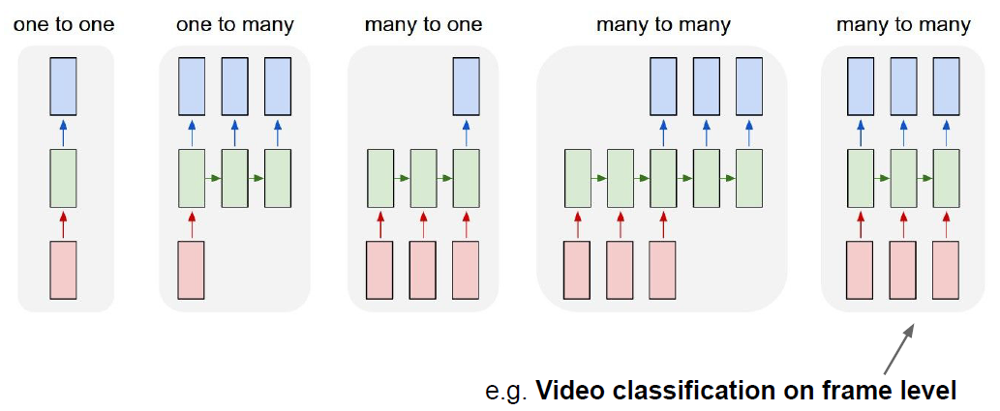 one to one
one to many
many to one
many to many
many to many
e.g. Video classification on frame level